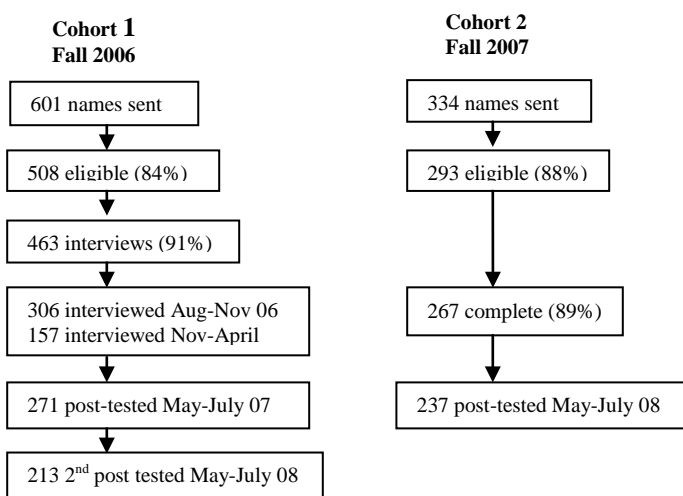 Cohort 1
Fall 2006
601 names sent
508 eligible (84%)
463 interviews (91%)
306 interviewed Aug-Nov 06
157 interviewed Nov-April
271 post-tested May-July 07
213 2nd post tested May-July 08
Cohort 2
Fall 2007
334 names sent
293 eligible (88%)
267 complete (89%)
237 post-tested May-July 08